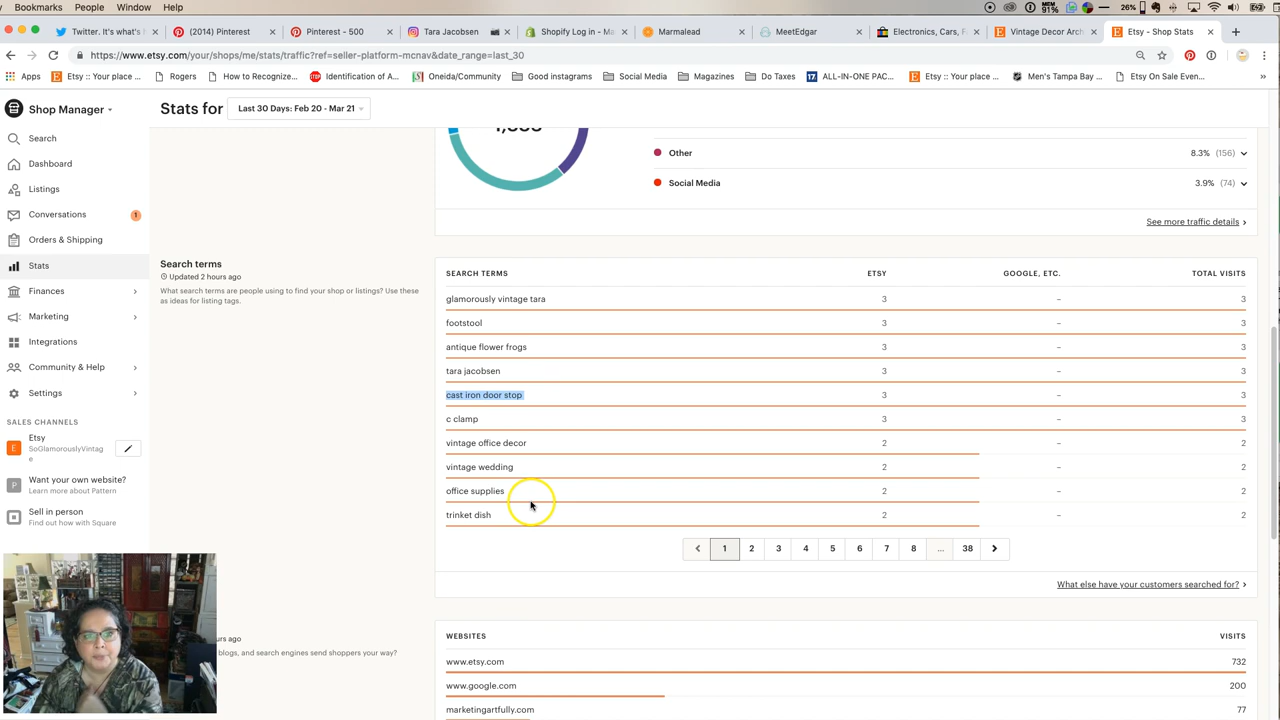 Bookmarks People Window Help 26%
Twitter. It's what's (2014) Pinterest Pinterest - 500 Tara Jacobsen Shopify Log in - Ma Marmalead MeetEdgar Electronics, Cars, F Vintage Decor Arch Etsy - Shop Stats
https://www.etsy.com/your/shops/me/stats/traffic?ref=seller-platform-mcnav&date_range=last_30
Apps Etsy :: Your place ... Rogers How to Recognize... Identification of A... Oneida/Community Good instagrams Social Media Magazines Do Taxes ALL-IN-ONE PAC... Etsy :: Your place ... Men's Tampa Bay ... Etsy On Sale Even...
Shop Manager
Stats for Last 30 Days: Feb 20 - Mar 21
Search
Dashboard
Listings
Conversations 1
Orders & Shipping
Stats
Finances
Marketing
Integrations
Community & Help
Settings
SALES CHANNELS
Etsy
SoGlamorouslyVintag
e
Want your own website?
Learn more about Pattern
Sell in person
Find out how with Square
Other 8.3% (156)
Social Media 3.9% (74)
See more traffic details
Search terms
Updated 2 hours ago
What search terms are people using to find your shop or listings? Use these
as ideas for listing tags.
SEARCH TERMS ETSY GOOGLE, ETC. TOTAL VISITS
glamorously vintage tara 3 – 3
footstool 3 – 3
antique flower frogs 3 – 3
tara jacobsen 3 – 3
cast iron door stop 3 – 3
c clamp 3 – 3
vintage office decor 2 – 2
vintage wedding 2 – 2
office supplies 2 – 2
trinket dish 2 – 2
1 2 3 4 5 6 7 8 ... 38
What else have your customers searched for?
ago
blogs, and search engines send shoppers your way?
WEBSITES VISITS
www.etsy.com 732
www.google.com 200
marketingartfully.com 77